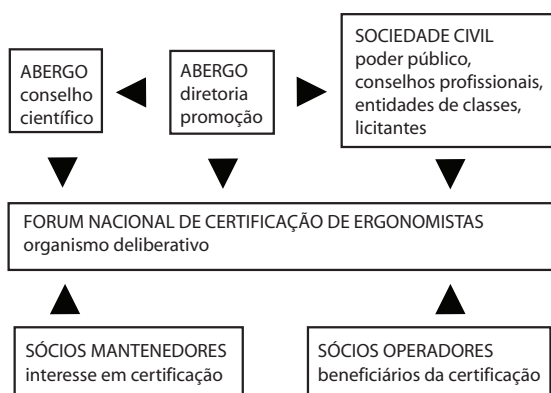 ABERGO
conselho
científico
ABERGO
diretoria
promoção
SOCIEDADE CIVIL
poder público,
conselhos profissionais,
entidades de classes,
licitantes
FORUM NACIONAL DE CERTIFICAÇÃO DE ERGONOMISTAS
organismo deliberativo
SÓCIOS MANTENEDORES
interesse em certificação
SÓCIOS OPERADORES
beneficiários da certificação